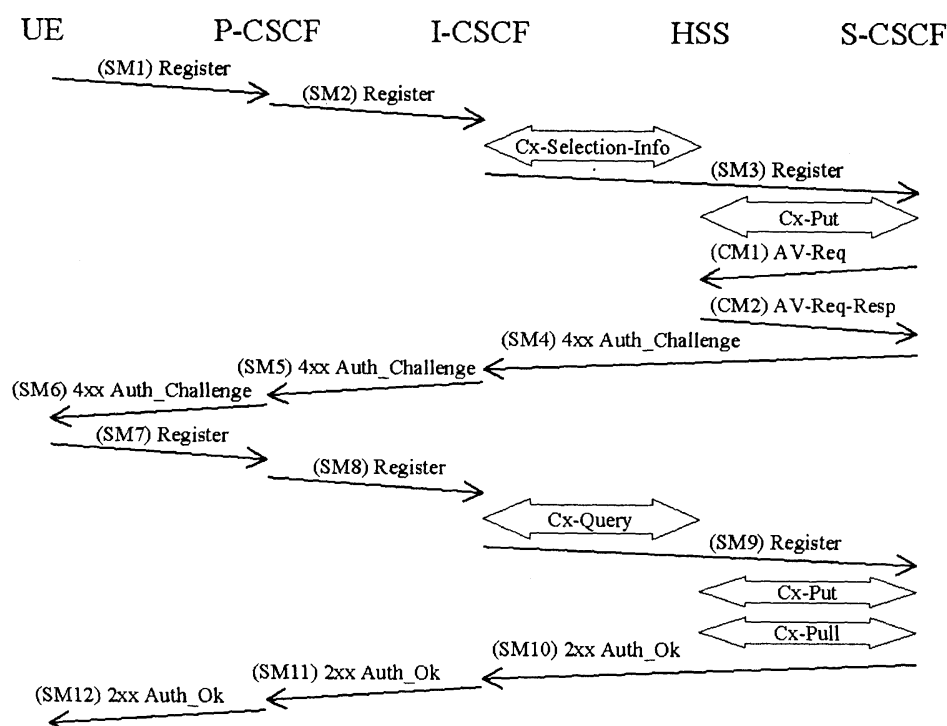 UE P-CSCF I-CSCF HSS S-CSCF
(SM1) Register
(SM2) Register
Cx-Selection-Info
(SM3) Register
Cx-Put
(CM1) AV-Req
(CM2) AV-Req-Resp
(SM4) 4xx Auth_Challenge
(SM5) 4xx Auth_Challenge
(SM6) 4xx Auth_Challenge
(SM7) Register
(SM8) Register
Cx-Query
(SM9) Register
Cx-Put
Cx-Pull
(SM10) 2xx Auth_Ok
(SM11) 2xx Auth_Ok
(SM12) 2xx Auth_Ok